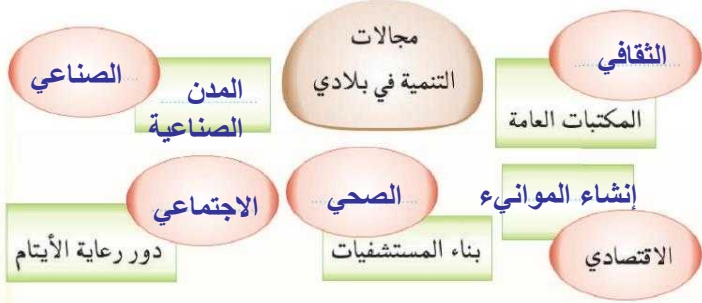 مجالات
التنمية في بلادي
الثقافي
المكتبات العامة
الصناعي
المدن
الصناعية
إنشاء الموانيء
الاقتصادي
الصحي
بناء المستشفيات
الاجتماعي
دور رعاية الأيتام